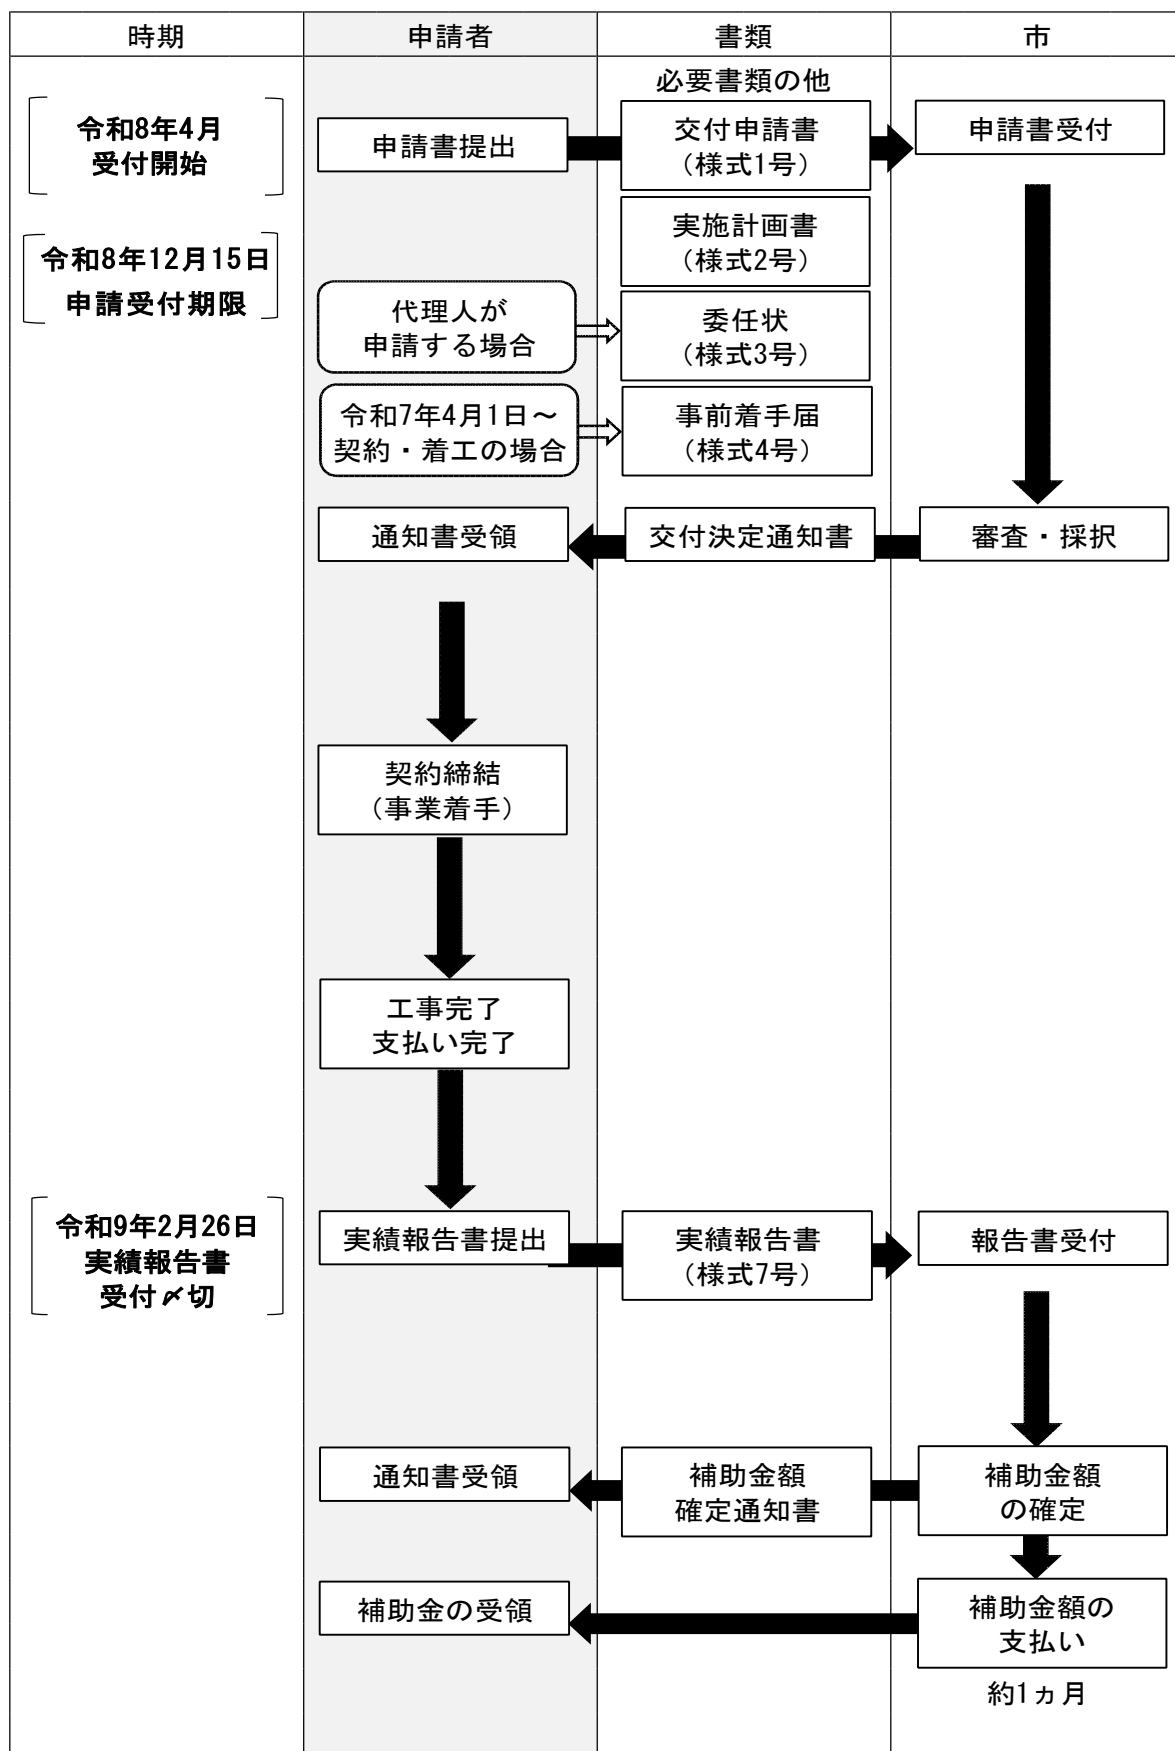 時期
申請者
書類
市
必要書類の他
令和8年4月
受付開始
申請書提出
交付申請書
（様式1号）
申請書受付
令和8年12月15日
申請受付期限
実施計画書
（様式2号）
代理人が
申請する場合
委任状
（様式3号）
令和7年4月1日～
契約・着工の場合
事前着手届
（様式4号）
通知書受領
交付決定通知書
審査・採択
契約締結
（事業着手）
工事完了
支払い完了
令和9年2月26日
実績報告書
受付〆切
実績報告書提出
実績報告書
（様式7号）
報告書受付
通知書受領
補助金額
確定通知書
補助金額
の確定
補助金の受領
補助金額の
支払い
約1ヵ月